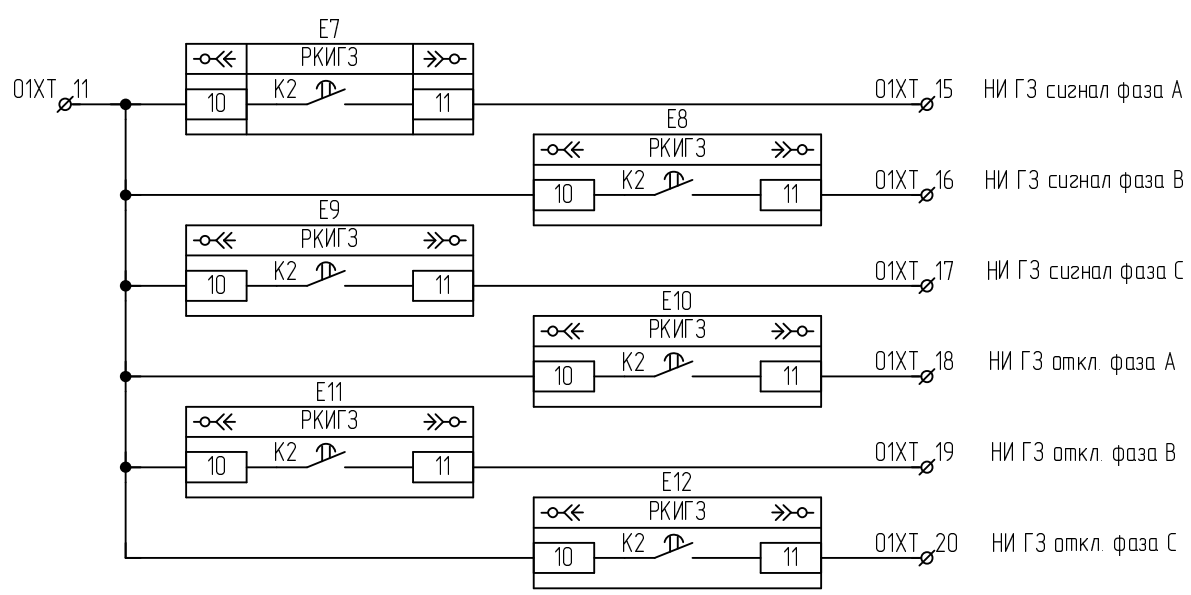 E7
РКИГЗ
01XT 11
10 K2 11
01XT 15 НИ ГЗ сигнал фаза А
E8
РКИГЗ
10 K2 11
01XT 16 НИ ГЗ сигнал фаза В
E9
РКИГЗ
10 K2 11
01XT 17 НИ ГЗ сигнал фаза С
E10
РКИГЗ
10 K2 11
01XT 18 НИ ГЗ откл. фаза А
E11
РКИГЗ
10 K2 11
01XT 19 НИ ГЗ откл. фаза В
E12
РКИГЗ
10 K2 11
01XT 20 НИ ГЗ откл. фаза С